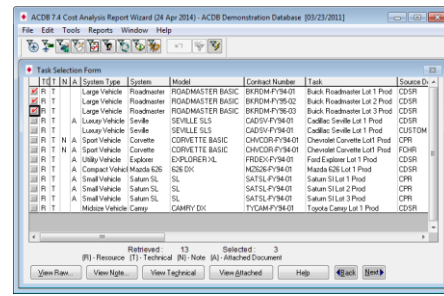 ACDB 7.4 Cost Analysis Report Wizard (24 Apr 2014) - ACDB Demonstration Database [03/23/2011]
File Edit Tools Reports Window Help
Task Selection Form
TC T N A System Type System Model Contract Number Task Source Da
R T Large Vehicle Roadmaster ROADMASTER BASIC BKRDM-FY94-01 Buick Roadmaster Lot 1 Prod CDSR
R T Large Vehicle Roadmaster ROADMASTER BASIC BKRDM-FY95-02 Buick Roadmaster Lot 2 Prod CDSR
R T Large Vehicle Roadmaster ROADMASTER BASIC BKRDM-FY96-03 Buick Roadmaster Lot 3 Prod CDSR
R T A Luxury Vehicle Seville SEVILLE SLS CADSV-FY94-01 Cadillac Seville Lot 1 Prod CDSR
R T Luxury Vehicle Seville SEVILLE SLS CADSV-FY94-01 Cadillac Seville Lot 1 Prod CUSTOM
R T N A Sport Vehicle Corvette CORVETTE BASIC CHVCOR-FY94-01 Chevrolet Corvette Lot1 Prod CPR
R T N A Sport Vehicle Corvette CORVETTE BASIC CHVCOR-FY94-01 Chevrolet Corvette Lot1 Prod FCHR
R T A Utility Vehicle Explorer EXPLORER XL FRDEX-FY94-01 Ford Explorer Lot 1 Prod CDSR
R T Compact Vehicl Mazda 626 626 DX MZ626-FY94-01 Mazda 626 Lot 1 Prod CDSR
R T A Small Vehicle Saturn SL SL SATSL-FY94-01 Saturn Sl Lot 1 Prod CPR
R T Small Vehicle Saturn SL SL SATSL-FY94-01 Saturn Sl Lot 2 Prod CPR
R T A Small Vehicle Saturn SL SL SATSL-FY94-01 Saturn Sl Lot 3 Prod CPR
R T Midsize Vehicle Camry CAMRY DX TYCAM-FY94-01 Toyota Camry Lot 1 Prod CDSR
Retrieved: 13 Selected: 3
(R) - Resource (T) - Technical (N) - Note (A) - Attached Document
View Raw... View Note... View Technical View Attached Help Back Next